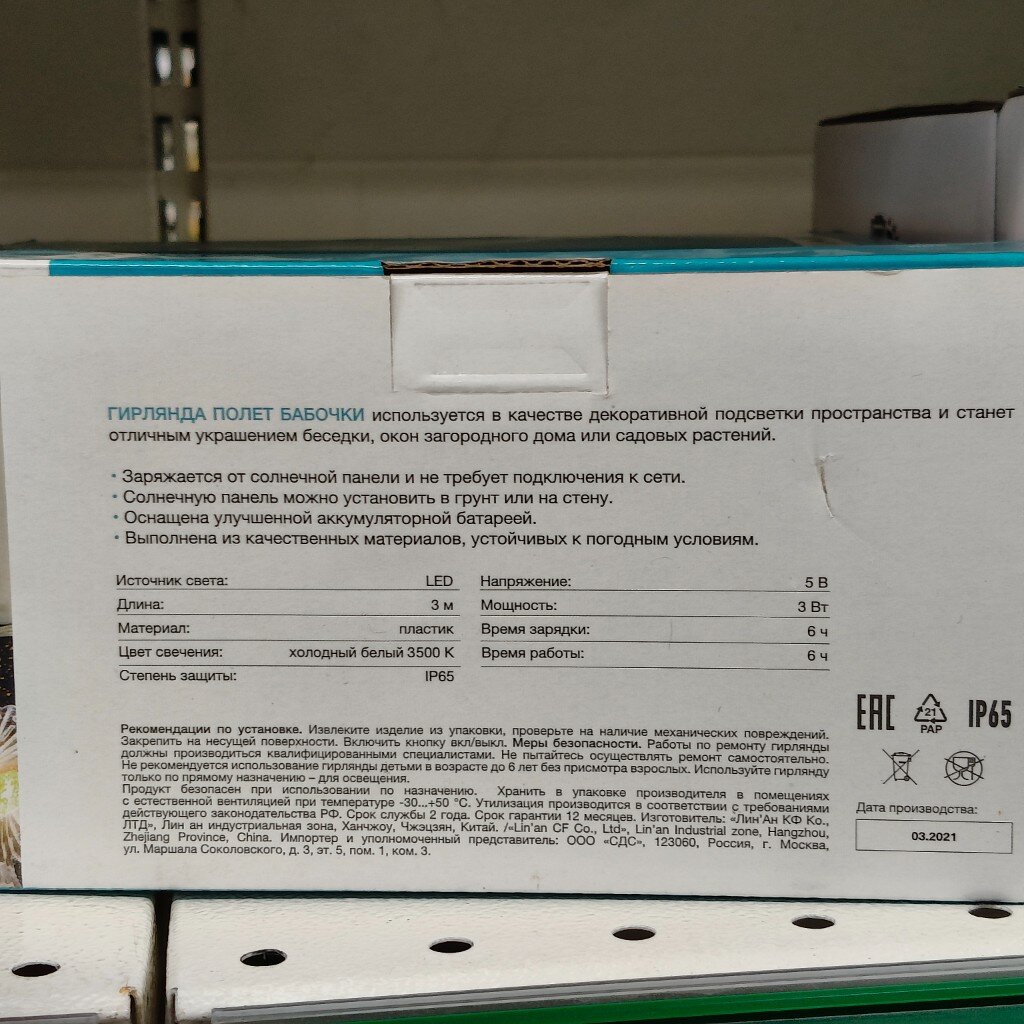 ГИРЛЯНДА ПОЛЕТ БАБОЧКИ используется в качестве декоративной подсветки пространства и станет
отличным украшением беседки, окон загородного дома или садовых растений.
• Заряжается от солнечной панели и не требует подключения к сети.
• Солнечную панель можно установить в грунт или на стену.
• Оснащена улучшенной аккумуляторной батареей.
• Выполнена из качественных материалов, устойчивых к погодным условиям.
Источник света: LED
Длина: 3 м
Материал: пластик
Цвет свечения: холодный белый 3500 К
Степень защиты: IP65
Напряжение: 5 В
Мощность: 3 Вт
Время зарядки: 6 ч
Время работы: 6 ч
Рекомендации по установке. Извлеките изделие из упаковки, проверьте на наличие механических повреждений.
Закрепить на несущей поверхности. Включить кнопку вкл/выкл. Меры безопасности. Работы по ремонту гирлянды
должны производиться квалифицированными специалистами. Не пытайтесь осуществлять ремонт самостоятельно.
Не рекомендуется использование гирлянды детьми в возрасте до 6 лет без присмотра взрослых. Используйте гирлянду
только по прямому назначению – для освещения.
Продукт безопасен при использовании по назначению. Хранить в упаковке производителя в помещениях
с естественной вентиляцией при температуре -30...+50 °С. Утилизация производится в соответствии с требованиями
действующего законодательства РФ. Срок службы 2 года. Срок гарантии 12 месяцев. Изготовитель: «Лин'Ан КФ Ко.,
ЛТД», Лин ан индустриальная зона, Ханчжоу, Чжэцзян, Китай. /«Lin'an CF Co., Ltd», Lin'an Industrial zone, Hangzhou,
Zhejiang Province, China. Импортер и уполномоченный представитель: ООО «СДС», 123060, Россия, г. Москва,
ул. Маршала Соколовского, д. 3, эт. 5, пом. 1, ком. 3.
EAC 21 PAP IP65
Дата производства:
03.2021